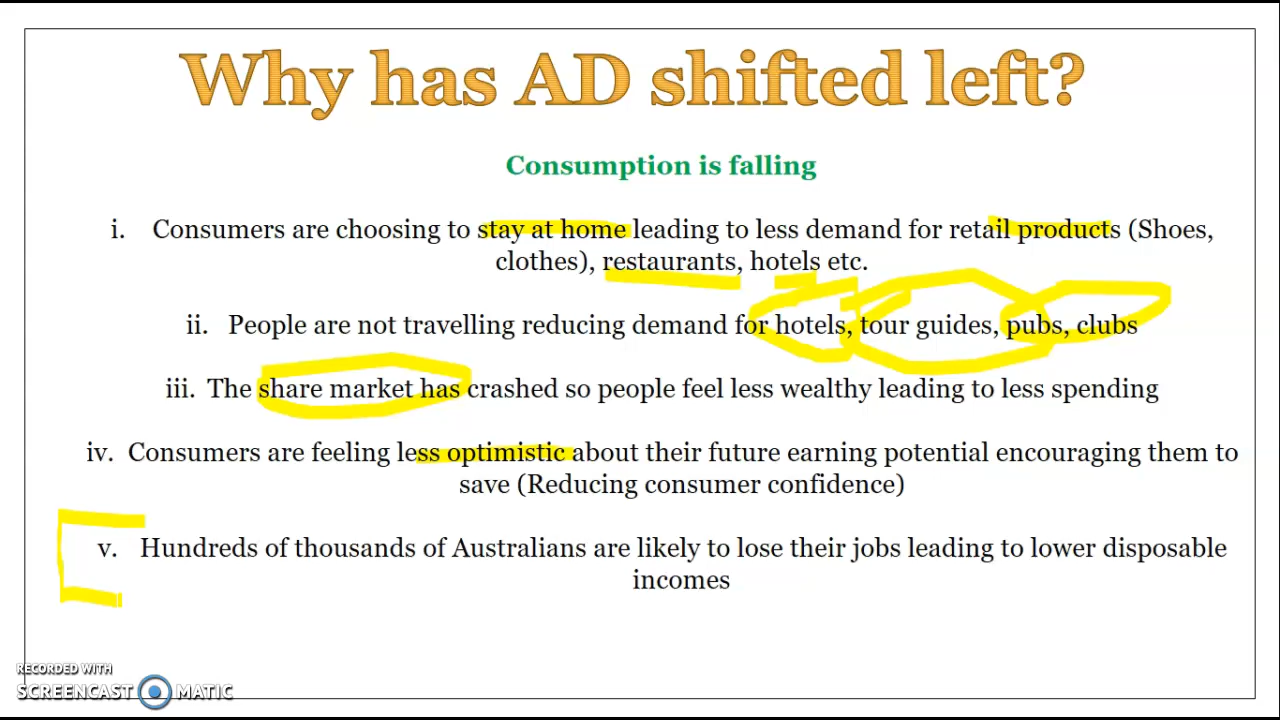 Why has AD shifted left?
Consumption is falling
i. Consumers are choosing to stay at home leading to less demand for retail products (Shoes,
clothes), restaurants, hotels etc.
ii. People are not travelling reducing demand for hotels, tour guides, pubs, clubs
iii. The share market has crashed so people feel less wealthy leading to less spending
iv. Consumers are feeling less optimistic about their future earning potential encouraging them to
save (Reducing consumer confidence)
v. Hundreds of thousands of Australians are likely to lose their jobs leading to lower disposable
incomes
RECORDED WITH
SCREENCAST MATIC